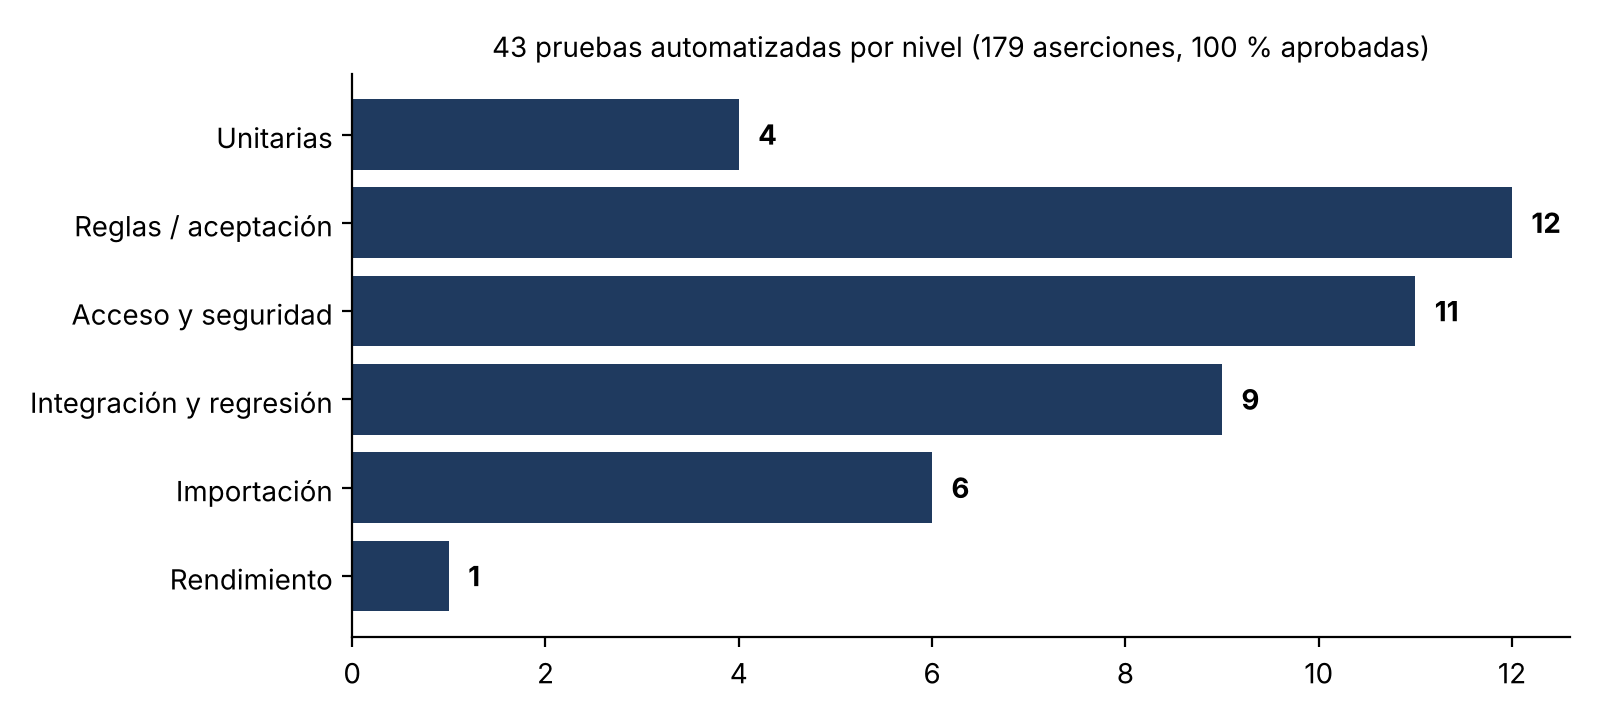 43 pruebas automatizadas por nivel (179 aserciones, 100 % aprobadas)
Unitarias 4
Reglas / aceptación 12
Acceso y seguridad 11
Integración y regresión 9
Importación 6
Rendimiento 1
0 2 4 6 8 10 12